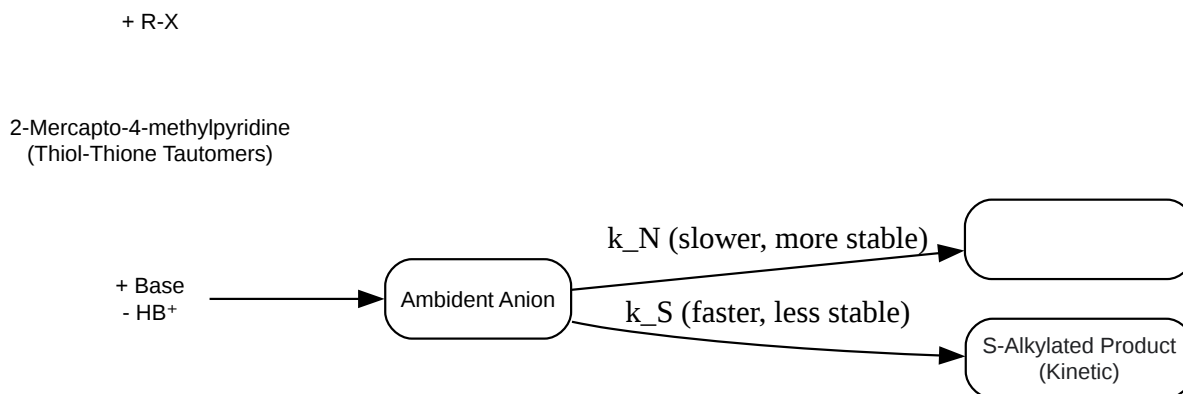 + R-X
2-Mercapto-4-methylpyridine
(Thiol-Thione Tautomers)
+ Base
- HB⁺
Ambident Anion
k_N (slower, more stable)
k_S (faster, less stable)
S-Alkylated Product
(Kinetic)